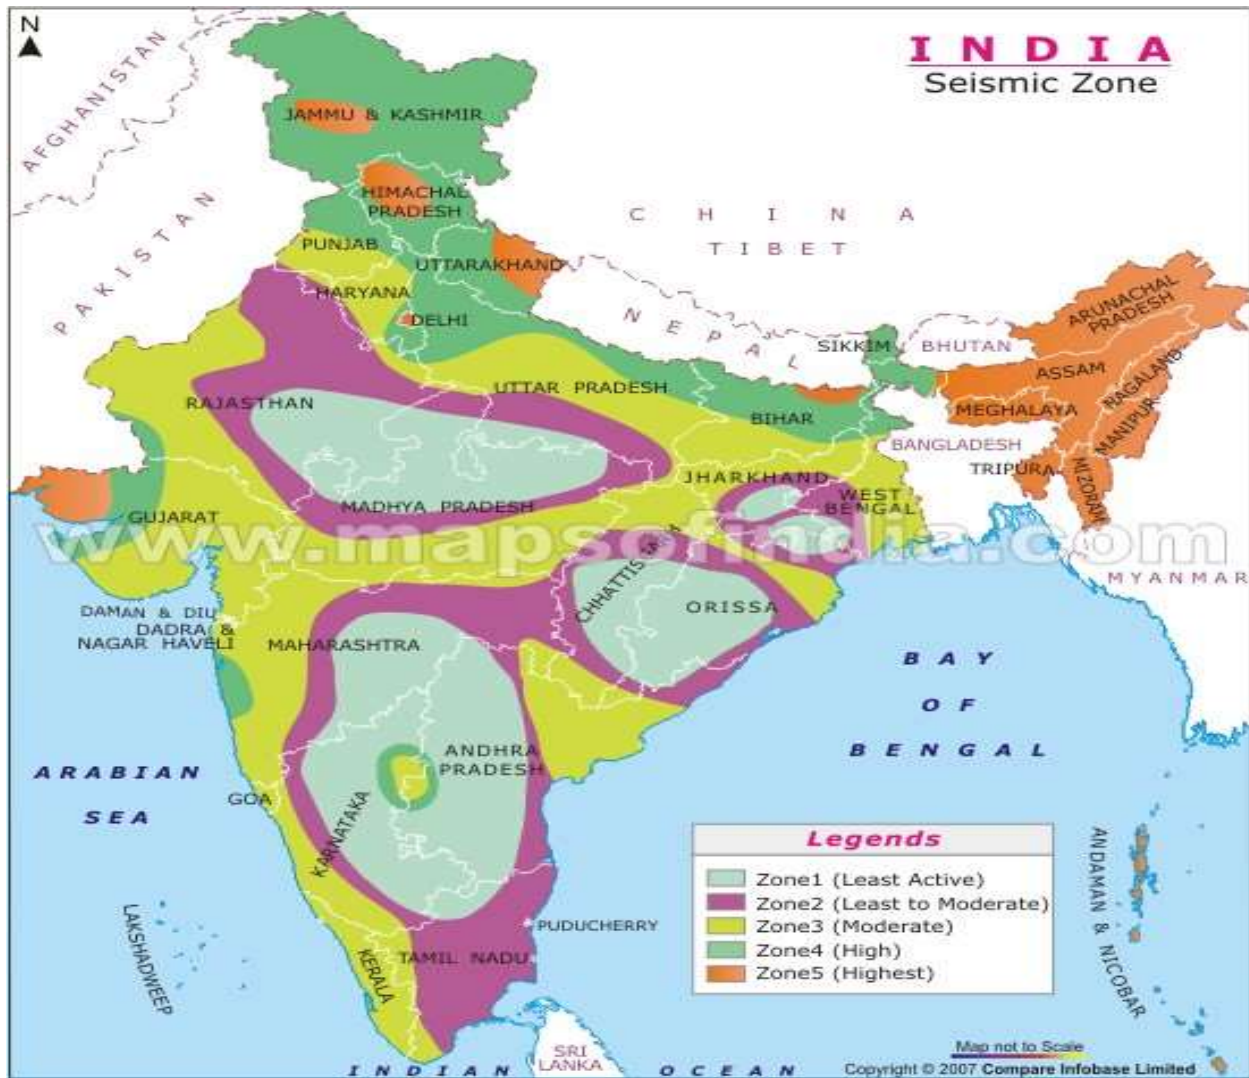 N
INDIA
Seismic Zone
AFGHANISTAN
PAKISTAN
JAMMU & KASHMIR
CHINA
TIBET
HIMACHAL
PRADESH
PUNJAB
UTTARAKHAND
HARYANA
DELHI
NEPAL
SIKKIM
BHUTAN
ARUNACHAL
PRADESH
ASSAM
NAGALAND
MEGHALAYA
MANIPUR
BANGLADESH
TRIPURA
MIZORAM
RAJASTHAN
UTTAR PRADESH
BIHAR
JHARKHAND
WEST
BENGAL
MADHYA PRADESH
GUJARAT
www.mapsofindia.com
CHHATTISGARH
ORISSA
MYANMAR
DAMAN & DIU
DADRA &
NAGAR HAVELI
MAHARASHTRA
BAY
OF
BENGAL
ARABIAN
SEA
GOA
ANDHRA
PRADESH
KARNATAKA
Legends
Zone1 (Least Active)
Zone2 (Least to Moderate)
Zone3 (Moderate)
Zone4 (High)
Zone5 (Highest)
PUDUCHERRY
TAMIL NADU
KERALA
LAKSHADWEEP
ANDAMAN & NICOBAR
SRI
LANKA
INDIAN OCEAN
Map not to Scale
Copyright © 2007 Compare Infobase Limited